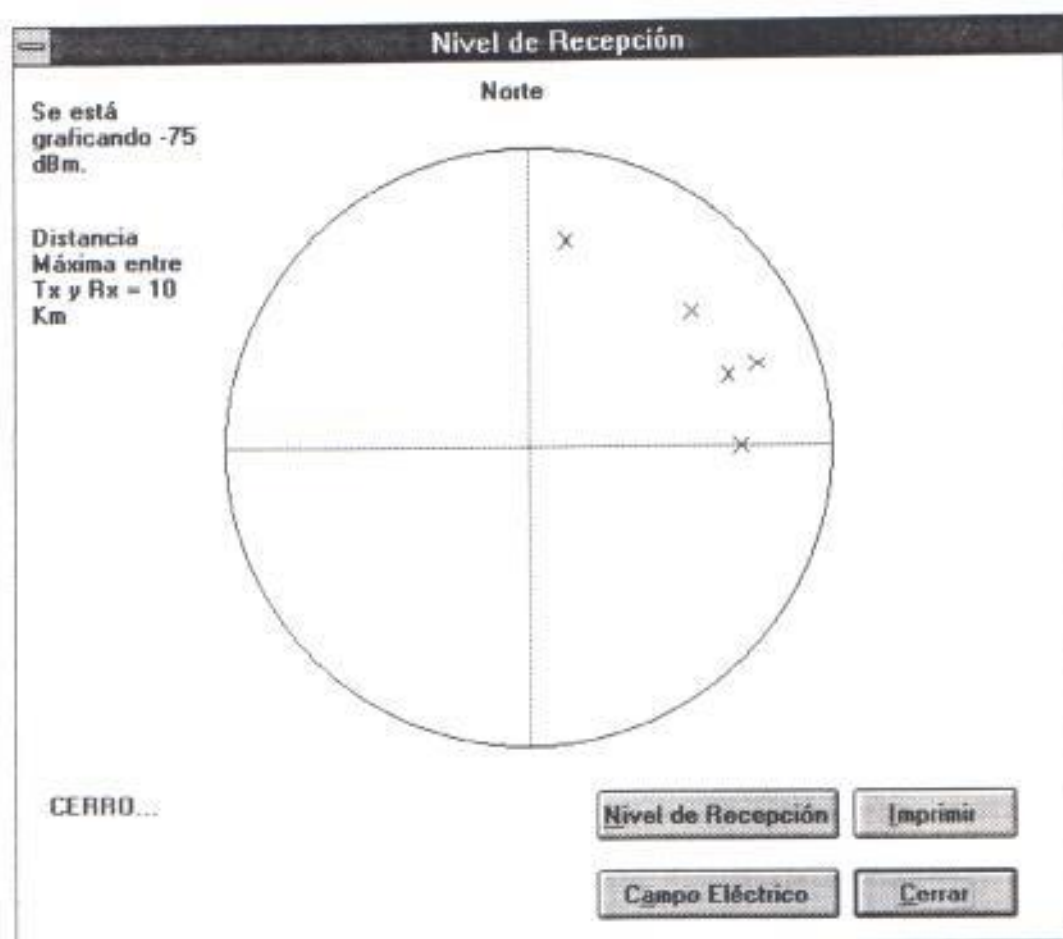 Nivel de Recepción
Norte
Se está
graficando -75
dBm.
Distancia
Máxima entre
Tx y Rx = 10
Km
CERRO...
Nivel de Recepción
Imprimir
Campo Eléctrico
Cerrar